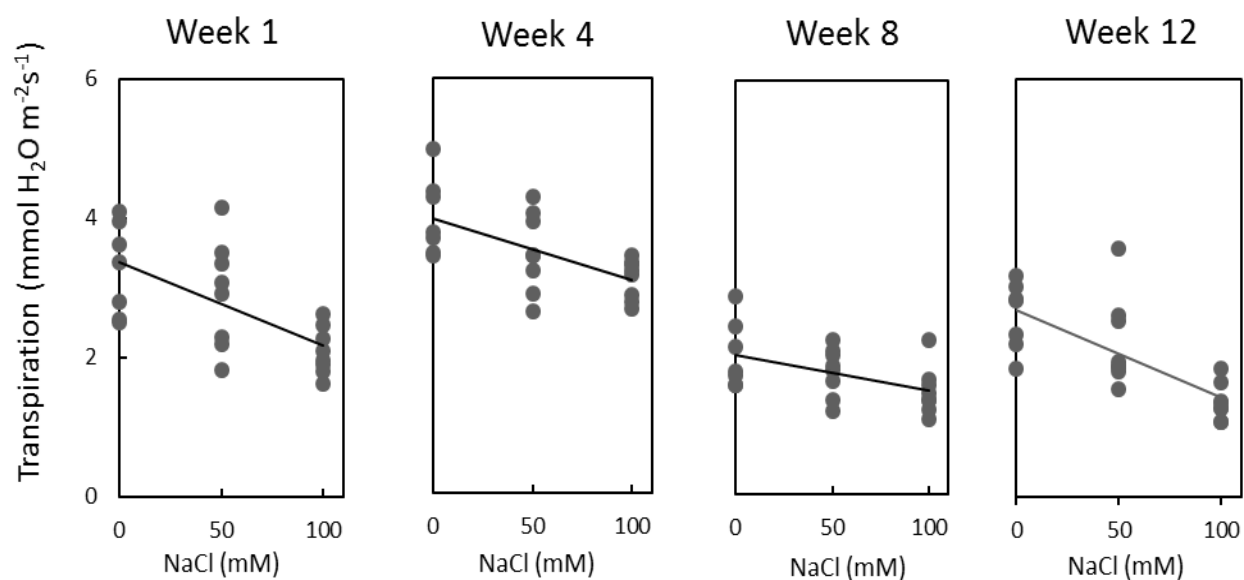 Week 1
Week 4
Week 8
Week 12
Transpiration (mmol H₂O m⁻²s⁻¹)
6
4
2
0
0 50 100
0 50 100
0 50 100
0 50 100
NaCl (mM)
NaCl (mM)
NaCl (mM)
NaCl (mM)